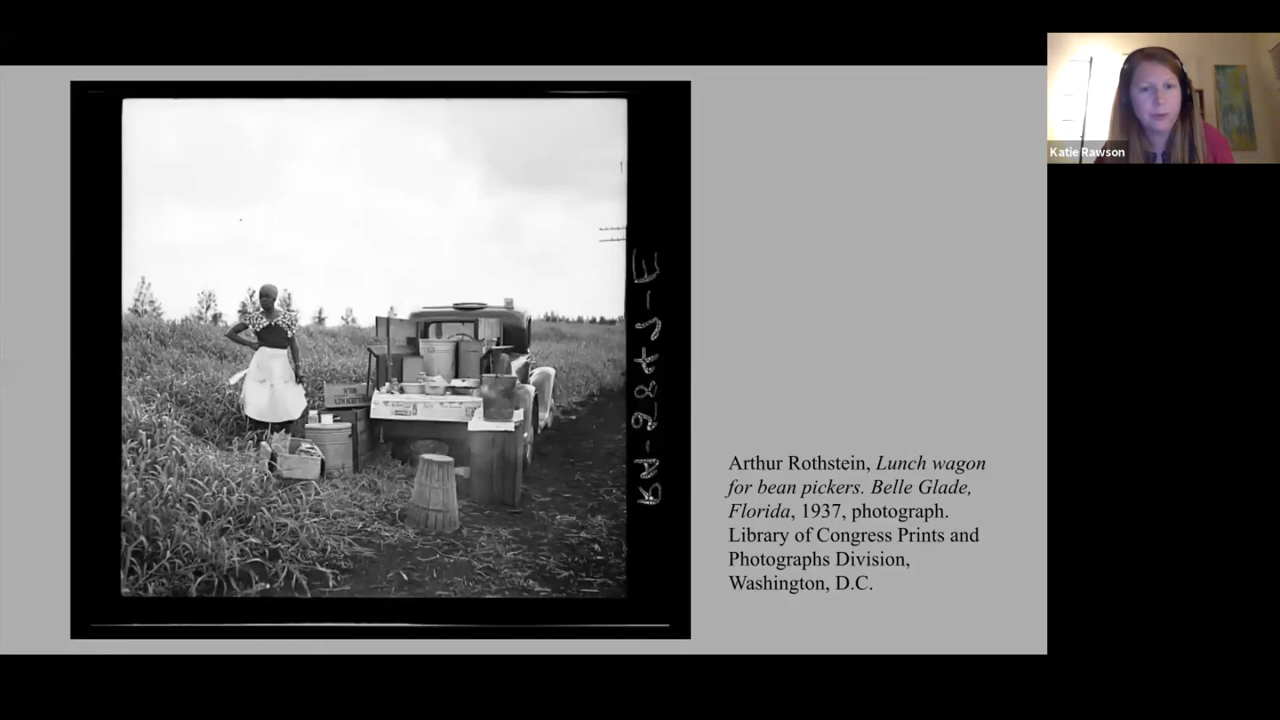 Katie Rawson
Arthur Rothstein, Lunch wagon
for bean pickers. Belle Glade,
Florida, 1937, photograph.
Library of Congress Prints and
Photographs Division,
Washington, D.C.